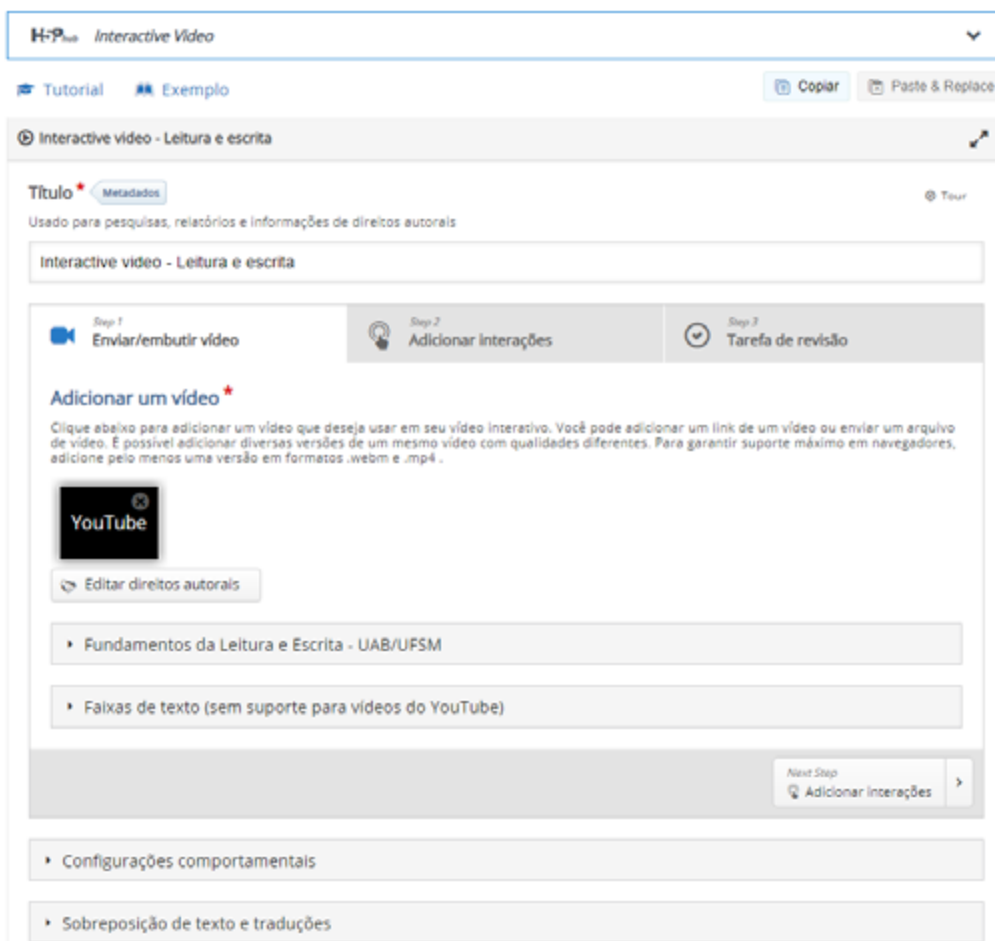 H5P hub Interactive Video
Tutorial Exemplo Copiar Paste & Replace
Interactive video - Leitura e escrita
Título * Metadados Tour
Usado para pesquisas, relatórios e informações de direitos autorais
Interactive video - Leitura e escrita
Step 1 Step 2 Step 3
Enviar/embutir vídeo Adicionar interações Tarefa de revisão
Adicionar um vídeo *
Clique abaixo para adicionar um vídeo que deseja usar em seu vídeo interativo. Você pode adicionar um link de um vídeo ou enviar um arquivo
de vídeo. É possível adicionar diversas versões de um mesmo vídeo com qualidades diferentes. Para garantir suporte máximo em navegadores,
adicione pelo menos uma versão em formatos .webm e .mp4 .
YouTube
Editar direitos autorais
Fundamentos da Leitura e Escrita - UAB/UFSM
Faixas de texto (sem suporte para vídeos do YouTube)
Next Step
Adicionar interações
Configurações comportamentais
Sobreposição de texto e traduções